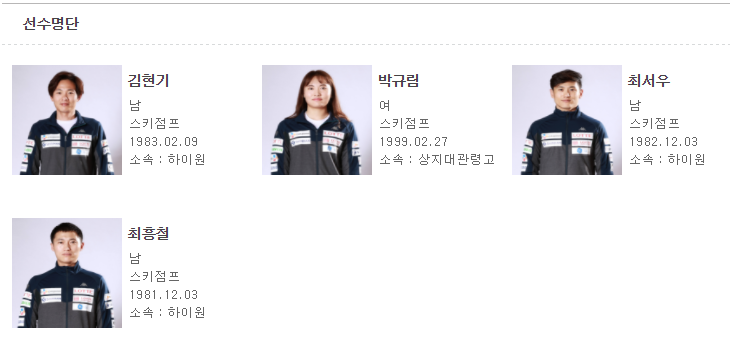 선수명단
김현기
남
스키점프
1983.02.09
소속 : 하이원
박규림
여
스키점프
1999.02.27
소속 : 상지대관령고
최서우
남
스키점프
1982.12.03
소속 : 하이원
최흥철
남
스키점프
1981.12.03
소속 : 하이원